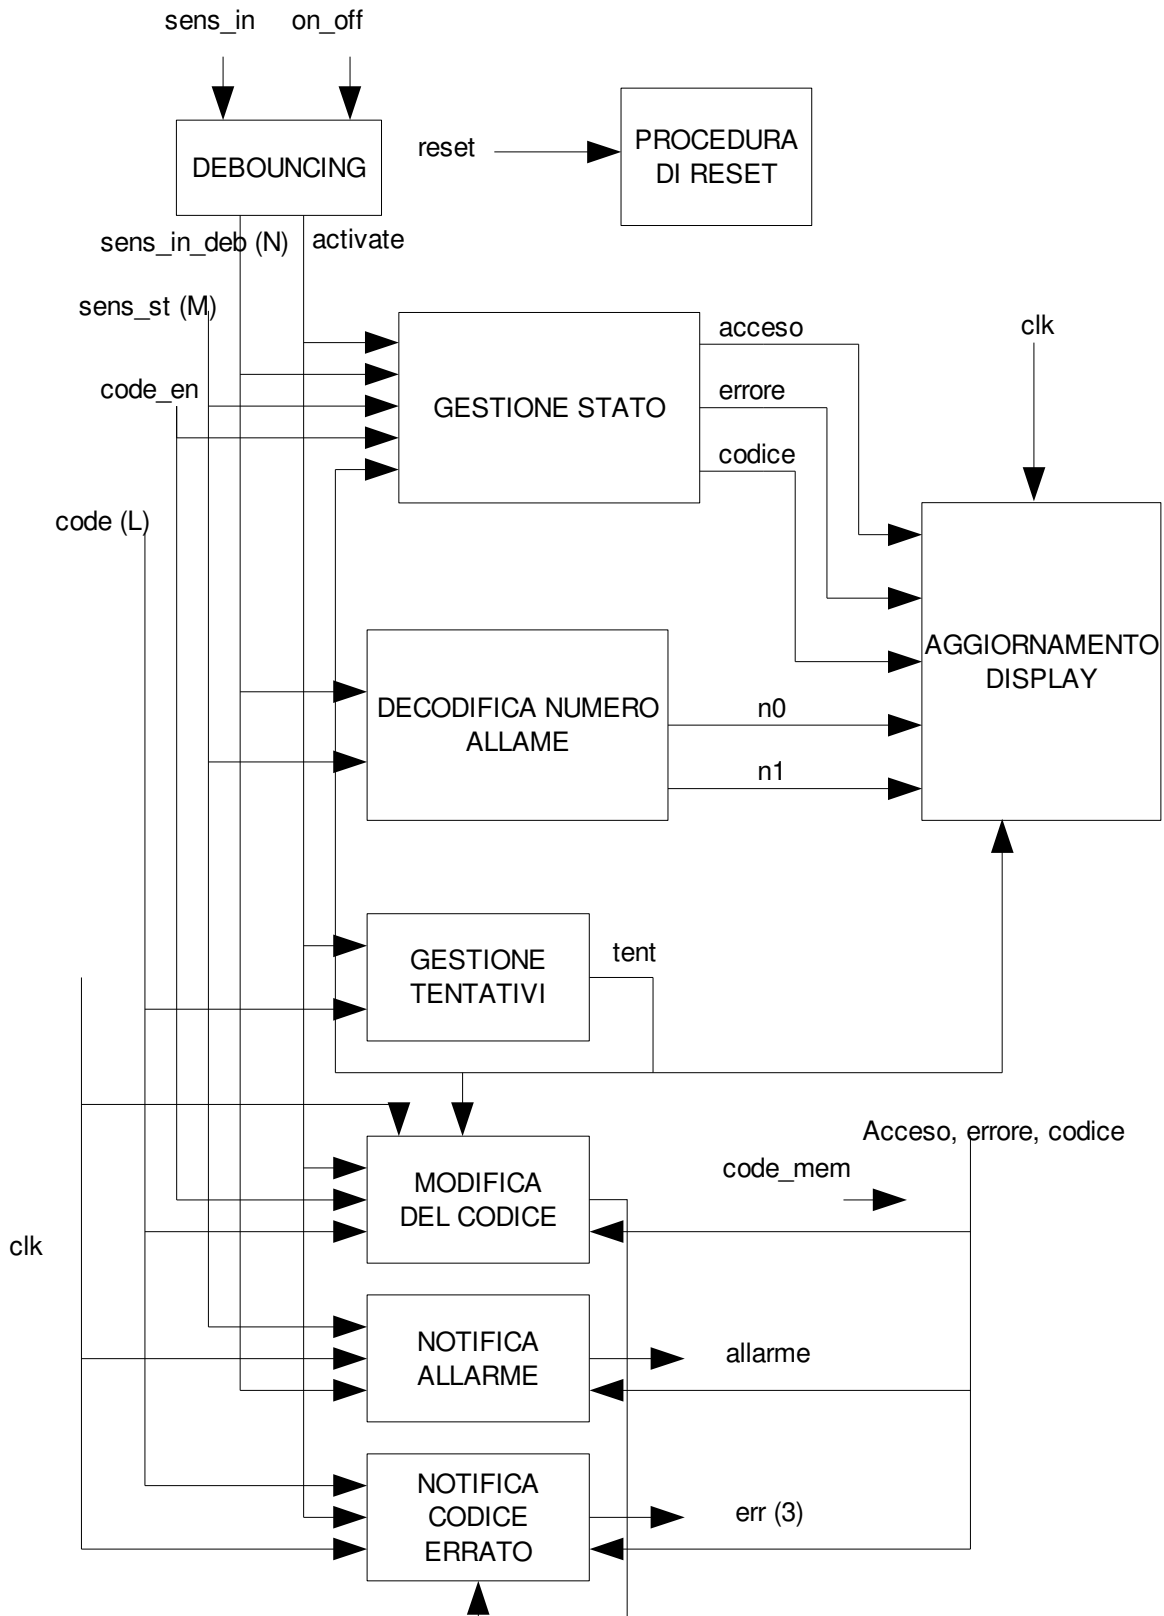 sens_in
on_off
DEBOUNCING
reset
PROCEDURA
DI RESET
sens_in_deb (N)
activate
sens_st (M)
code_en
code (L)
GESTIONE STATO
acceso
errore
codice
clk
AGGIORNAMENTO
DISPLAY
DECODIFICA NUMERO
ALLAME
n0
n1
GESTIONE
TENTATIVI
tent
Acceso, errore, codice
code_mem
MODIFICA
DEL CODICE
clk
NOTIFICA
ALLARME
allarme
NOTIFICA
CODICE
ERRATO
err (3)